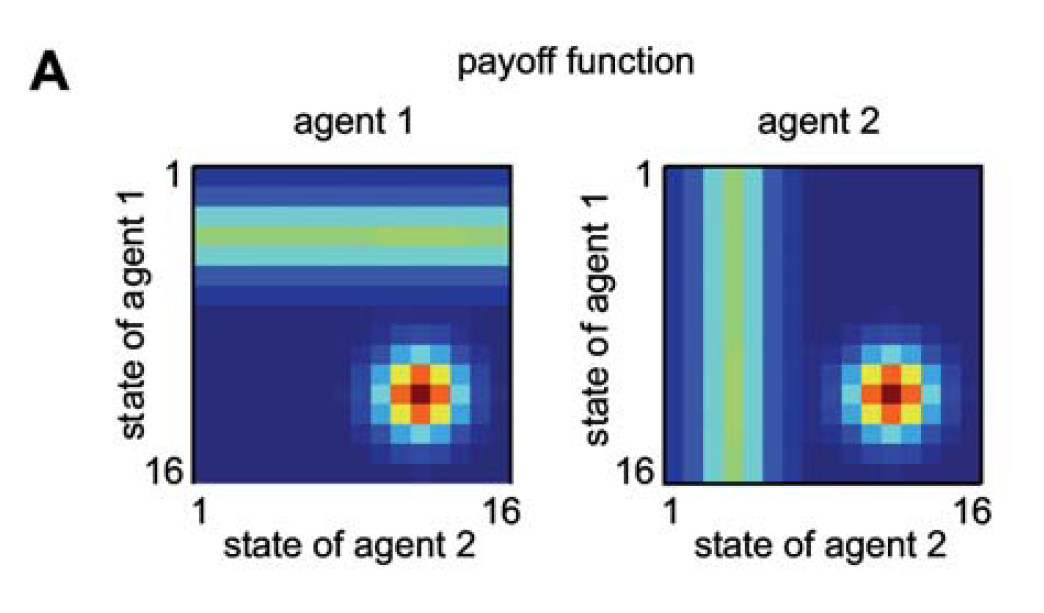 A
payoff function
agent 1
agent 2
1
state of agent 1
16
1
16
state of agent 2
1
state of agent 1
16
1
16
state of agent 2